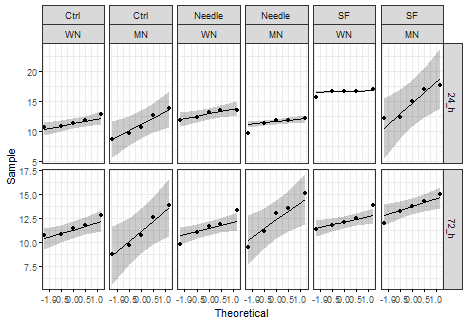 Ctrl Ctrl Needle Needle SF SF
WN MN WN MN WN MN
24_h
20
15
10
5
72_h
17.5
15.0
12.5
10.0
7.5
Sample
Theoretical